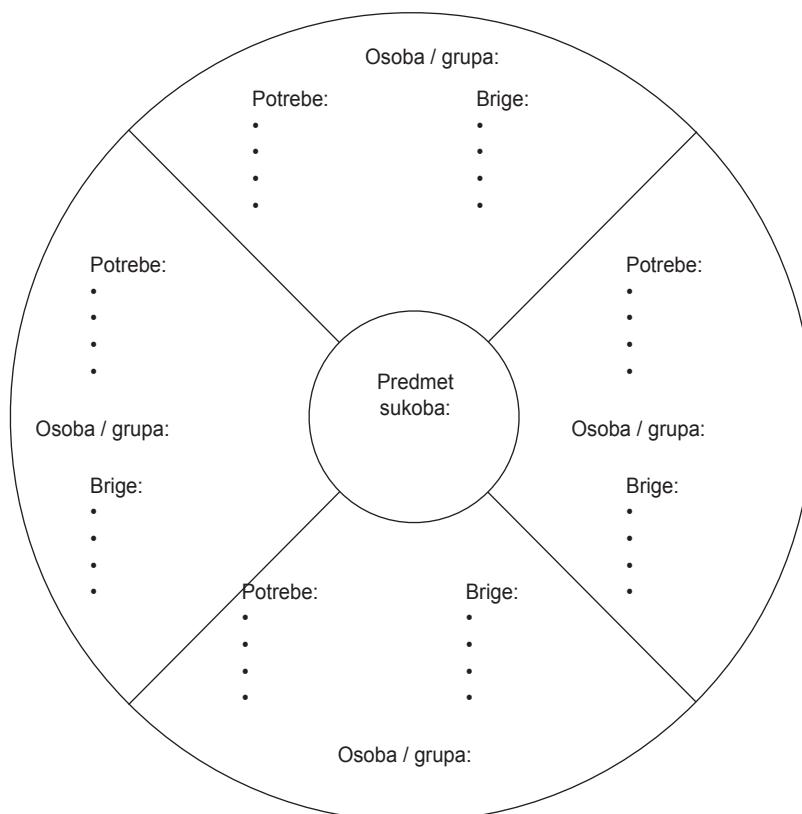 Osoba / grupa:
Potrebe: Brige:
• •
• •
• •
• •
Potrebe:
•
•
•
•
Osoba / grupa:
Brige:
•
•
•
•
Predmet
sukoba:
Potrebe:
•
•
•
•
Osoba / grupa:
Brige:
•
•
•
•
Potrebe: Brige:
• •
• •
• •
• •
Osoba / grupa: